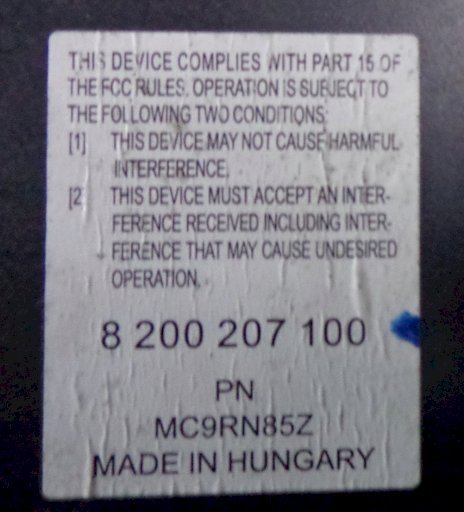 THIS DEVICE COMPLIES WITH PART 15 OF
THE FCC RULES. OPERATION IS SUBJECT TO
THE FOLLOWING TWO CONDITIONS:
[1] THIS DEVICE MAY NOT CAUSE HARMFUL
INTERFERENCE.
[2 THIS DEVICE MUST ACCEPT AN INTER-
FERENCE RECEIVED INCLUDING INTER-
FERENCE THAT MAY CAUSE UNDESIRED
OPERATION.
8 200 207 100
PN
MC9RN85Z
MADE IN HUNGARY